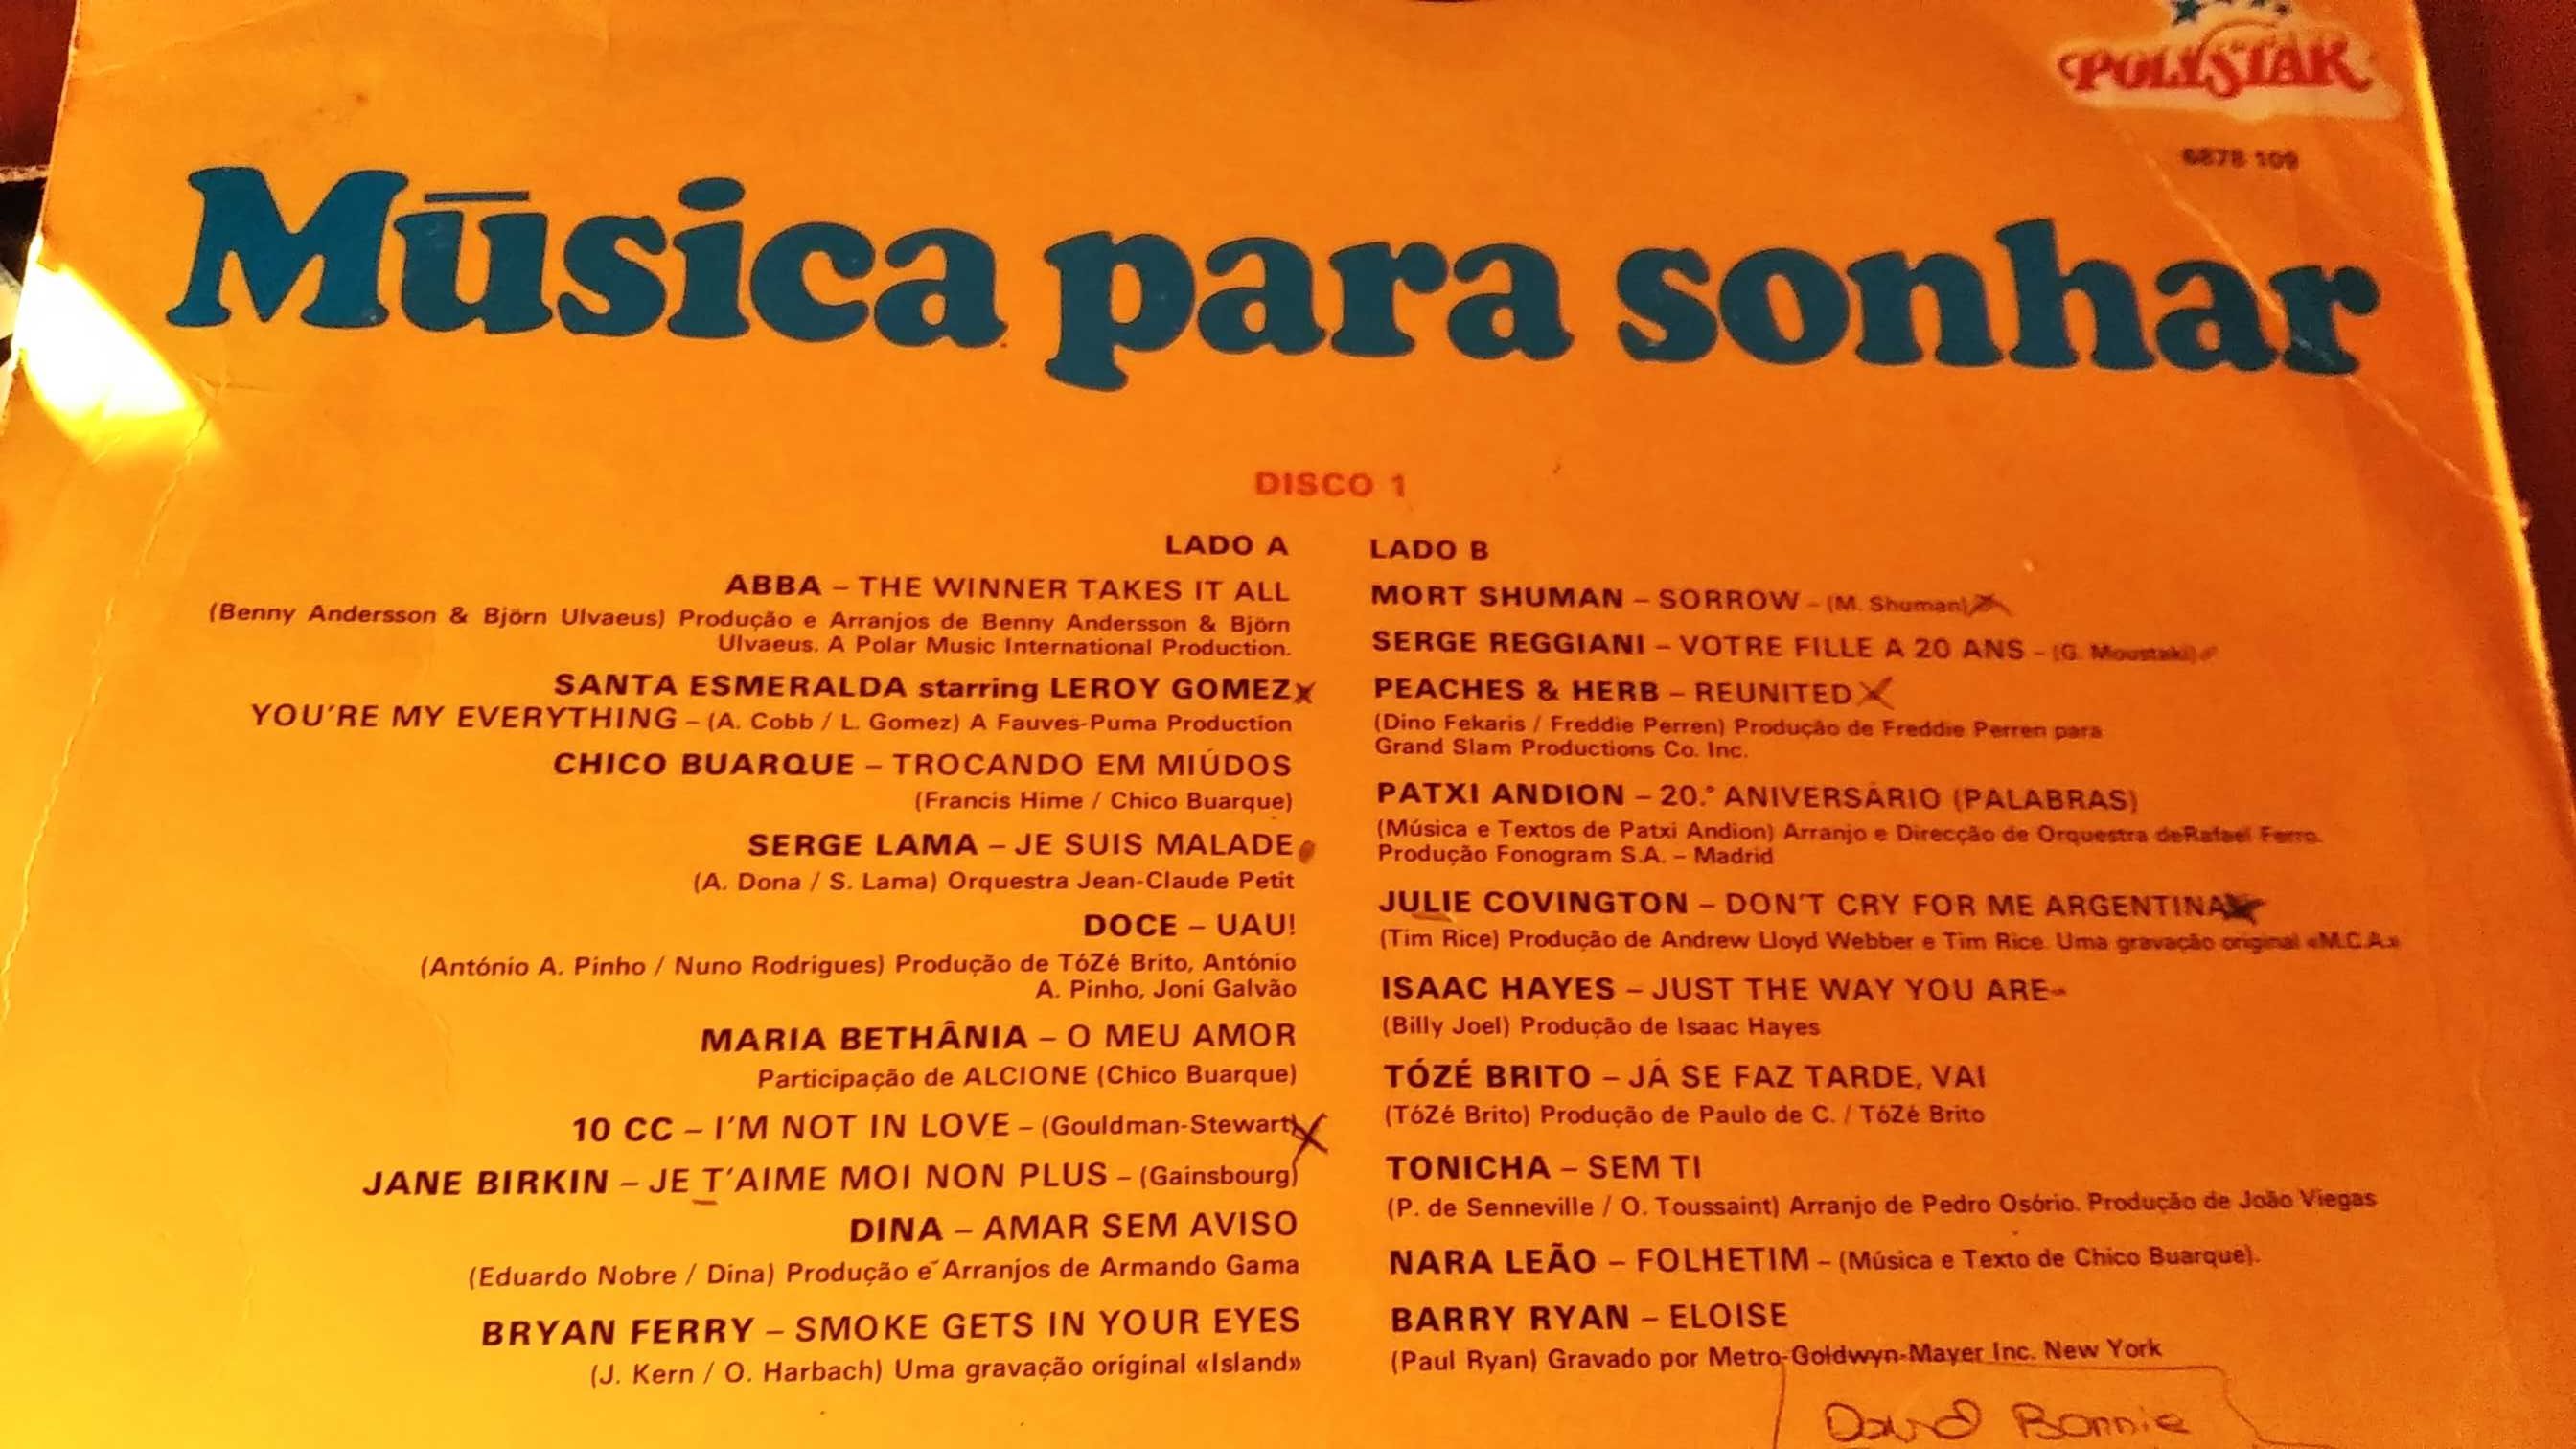 POLYSTAR
6878 109
Mūsica para sonhar
DISCO 1
LADO A
ABBA – THE WINNER TAKES IT ALL
(Benny Andersson & Björn Ulvaeus) Produção e Arranjos de Benny Andersson & Björn
Ulvaeus. A Polar Music International Production.
SANTA ESMERALDA starring LEROY GOMEZ
YOU'RE MY EVERYTHING – (A. Cobb / L. Gomez) A Fauves-Puma Production
CHICO BUARQUE – TROCANDO EM MIÚDOS
(Francis Hime / Chico Buarque)
SERGE LAMA – JE SUIS MALADE
(A. Dona / S. Lama) Orquestra Jean-Claude Petit
DOCE – UAU!
(António A. Pinho / Nuno Rodrigues) Produção de TóZé Brito, António
A. Pinho, Joni Galvão
MARIA BETHÂNIA – O MEU AMOR
Participação de ALCIONE (Chico Buarque)
10 CC – I'M NOT IN LOVE – (Gouldman-Stewart)
JANE BIRKIN – JE T'AIME MOI NON PLUS – (Gainsbourg)
DINA – AMAR SEM AVISO
(Eduardo Nobre / Dina) Produção e Arranjos de Armando Gama
BRYAN FERRY – SMOKE GETS IN YOUR EYES
(J. Kern / O. Harbach) Uma gravação original «Island»
LADO B
MORT SHUMAN – SORROW – (M. Shuman)
SERGE REGGIANI – VOTRE FILLE A 20 ANS – (G. Moustaki)
PEACHES & HERB – REUNITED
(Dino Fekaris / Freddie Perren) Produção de Freddie Perren para
Grand Slam Productions Co. Inc.
PATXI ANDION – 20.° ANIVERSÁRIO (PALABRAS)
(Música e Textos de Patxi Andion) Arranjo e Direcção de Orquestra deRafael Ferro.
Produção Fonogram S.A. – Madrid
JULIE COVINGTON – DON'T CRY FOR ME ARGENTINA
(Tim Rice) Produção de Andrew Lloyd Webber e Tim Rice. Uma gravação original «M.C.A.»
ISAAC HAYES – JUST THE WAY YOU ARE
(Billy Joel) Produção de Isaac Hayes
TÓZÉ BRITO – JÁ SE FAZ TARDE, VAI
(TóZé Brito) Produção de Paulo de C. / TóZé Brito
TONICHA – SEM TI
(P. de Senneville / O. Toussaint) Arranjo de Pedro Osório. Produção de João Viegas
NARA LEÃO – FOLHETIM – (Música e Texto de Chico Buarque).
BARRY RYAN – ELOISE
(Paul Ryan) Gravado por Metro-Goldwyn-Mayer Inc. New York
David Bonnie